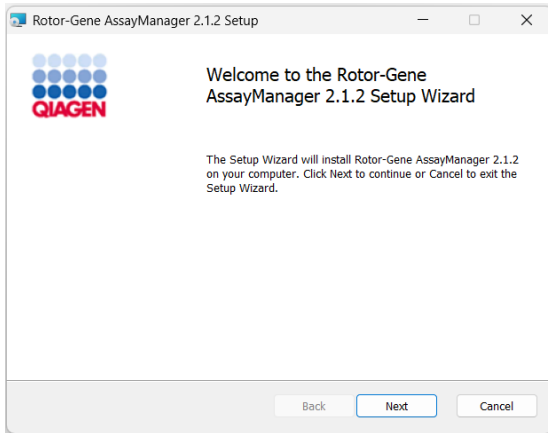 Rotor-Gene AssayManager 2.1.2 Setup
QIAGEN
Welcome to the Rotor-Gene
AssayManager 2.1.2 Setup Wizard
The Setup Wizard will install Rotor-Gene AssayManager 2.1.2
on your computer. Click Next to continue or Cancel to exit the
Setup Wizard.
Back Next Cancel